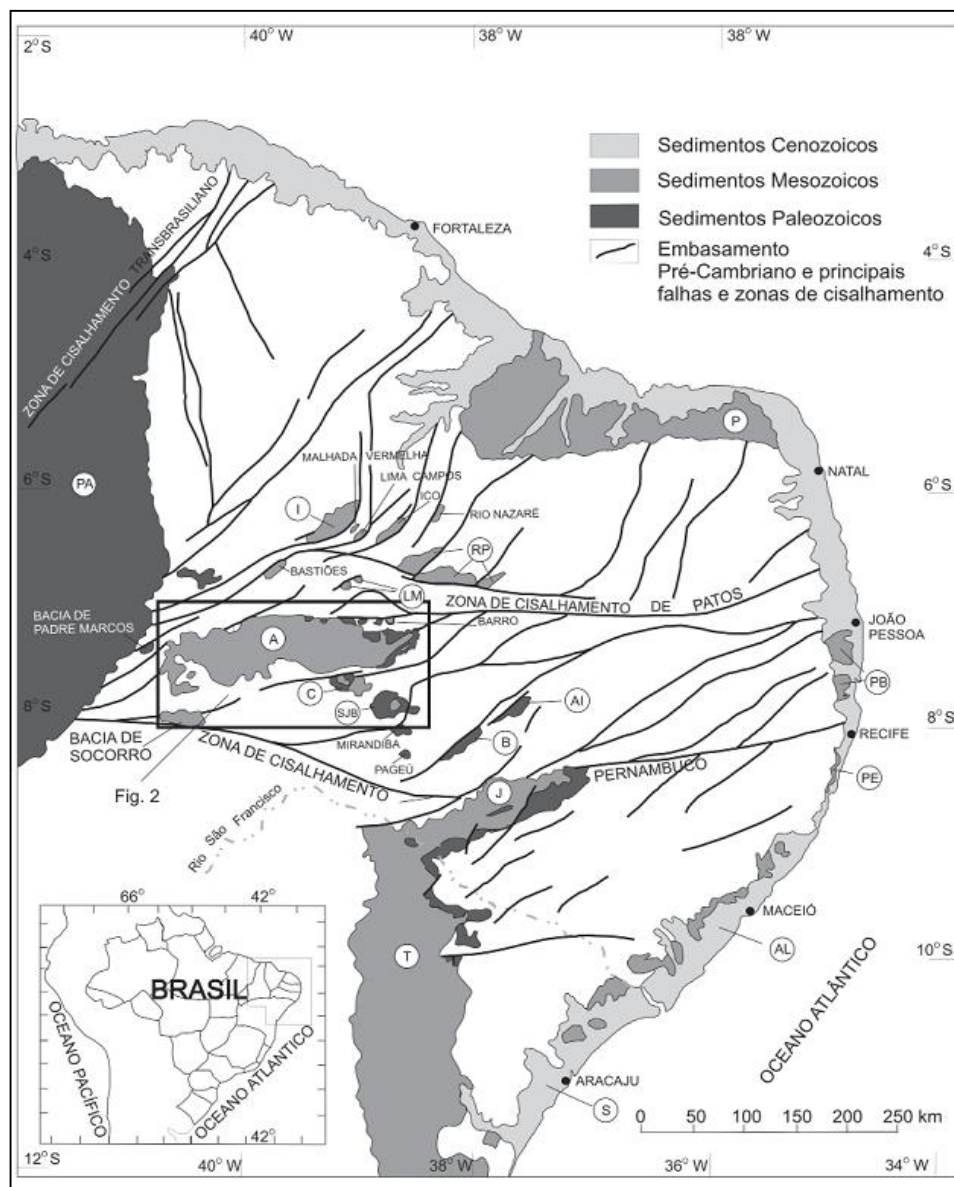 40° W
38° W
38° W
2°S
Sedimentos Cenozoicos
Sedimentos Mesozoicos
Sedimentos Paleozoicos
Embasamento
Pré-Cambriano e principais
falhas e zonas de cisalhamento
FORTALEZA
ZONA DE CISALHAMENTO TRANSBRASILIANO
4°S
4°S
P
MALHADA VERMELHA
LIMA CAMPOS
NATAL
PA
6°S
6°S
I
ICO
RIO NAZARÉ
RP
BASTIÕES
LM
ZONA DE CISALHAMENTO DE PATOS
BACIA DE
PADRE MARCOS
BARRO
JOÃO
PESSOA
A
C
SJB
AI
PB
8°S
8°S
RECIFE
BACIA DE
SOCORRO
MIRANDIBA
B
PAGEÚ
ZONA DE CISALHAMENTO PERNAMBUCO
PE
Fig. 2
J
Rio São Francisco
66°
42°
MACEIÓ
AL
T
10°S
BRASIL
OCEANO PACÍFICO
OCEANO ATLANTICO
42°
OCEANO ATLÂNTICO
ARACAJU
S
0 50 100 150 200 250 km
12°S
40° W
38° W
36° W
34° W